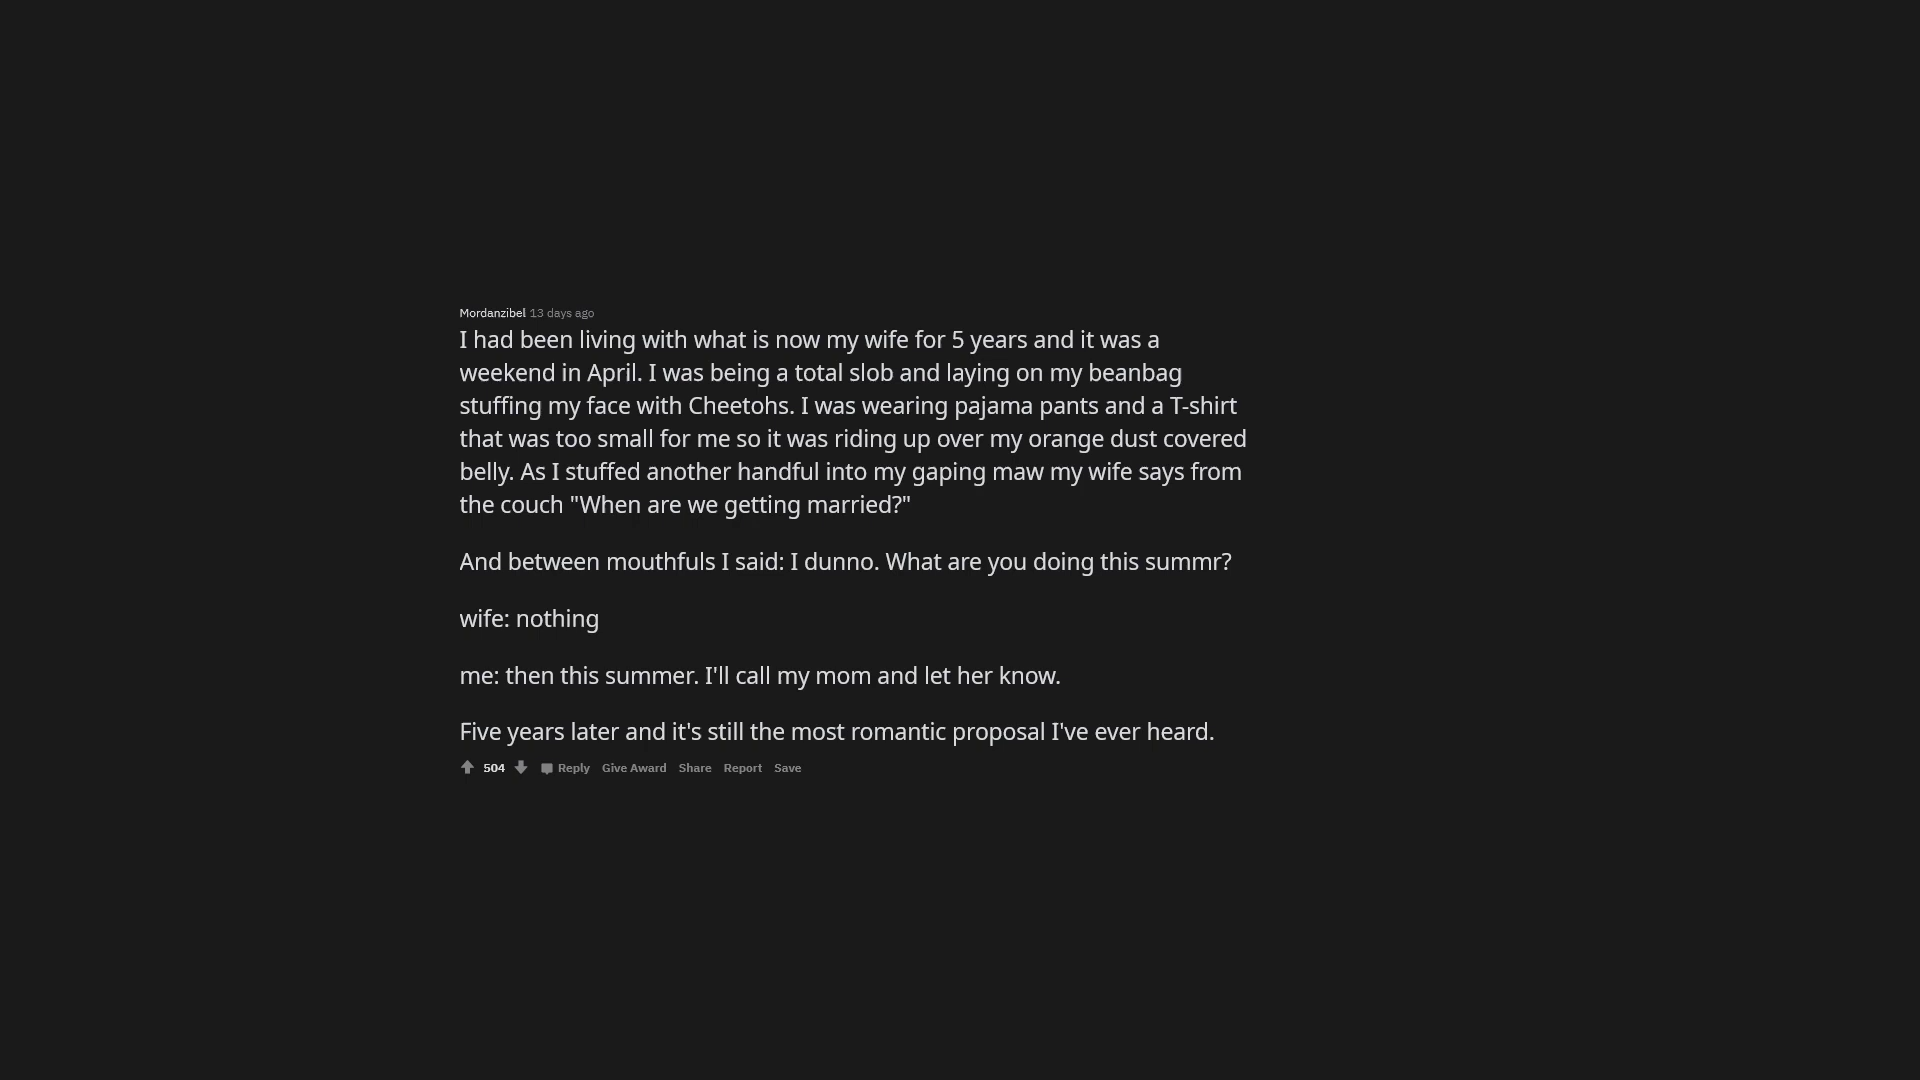 Mordanzibel 13 days ago
I had been living with what is now my wife for 5 years and it was a
weekend in April. I was being a total slob and laying on my beanbag
stuffing my face with Cheetohs. I was wearing pajama pants and a T-shirt
that was too small for me so it was riding up over my orange dust covered
belly. As I stuffed another handful into my gaping maw my wife says from
the couch "When are we getting married?"
And between mouthfuls I said: I dunno. What are you doing this summr?
wife: nothing
me: then this summer. I'll call my mom and let her know.
Five years later and it's still the most romantic proposal I've ever heard.
504 Reply Give Award Share Report Save